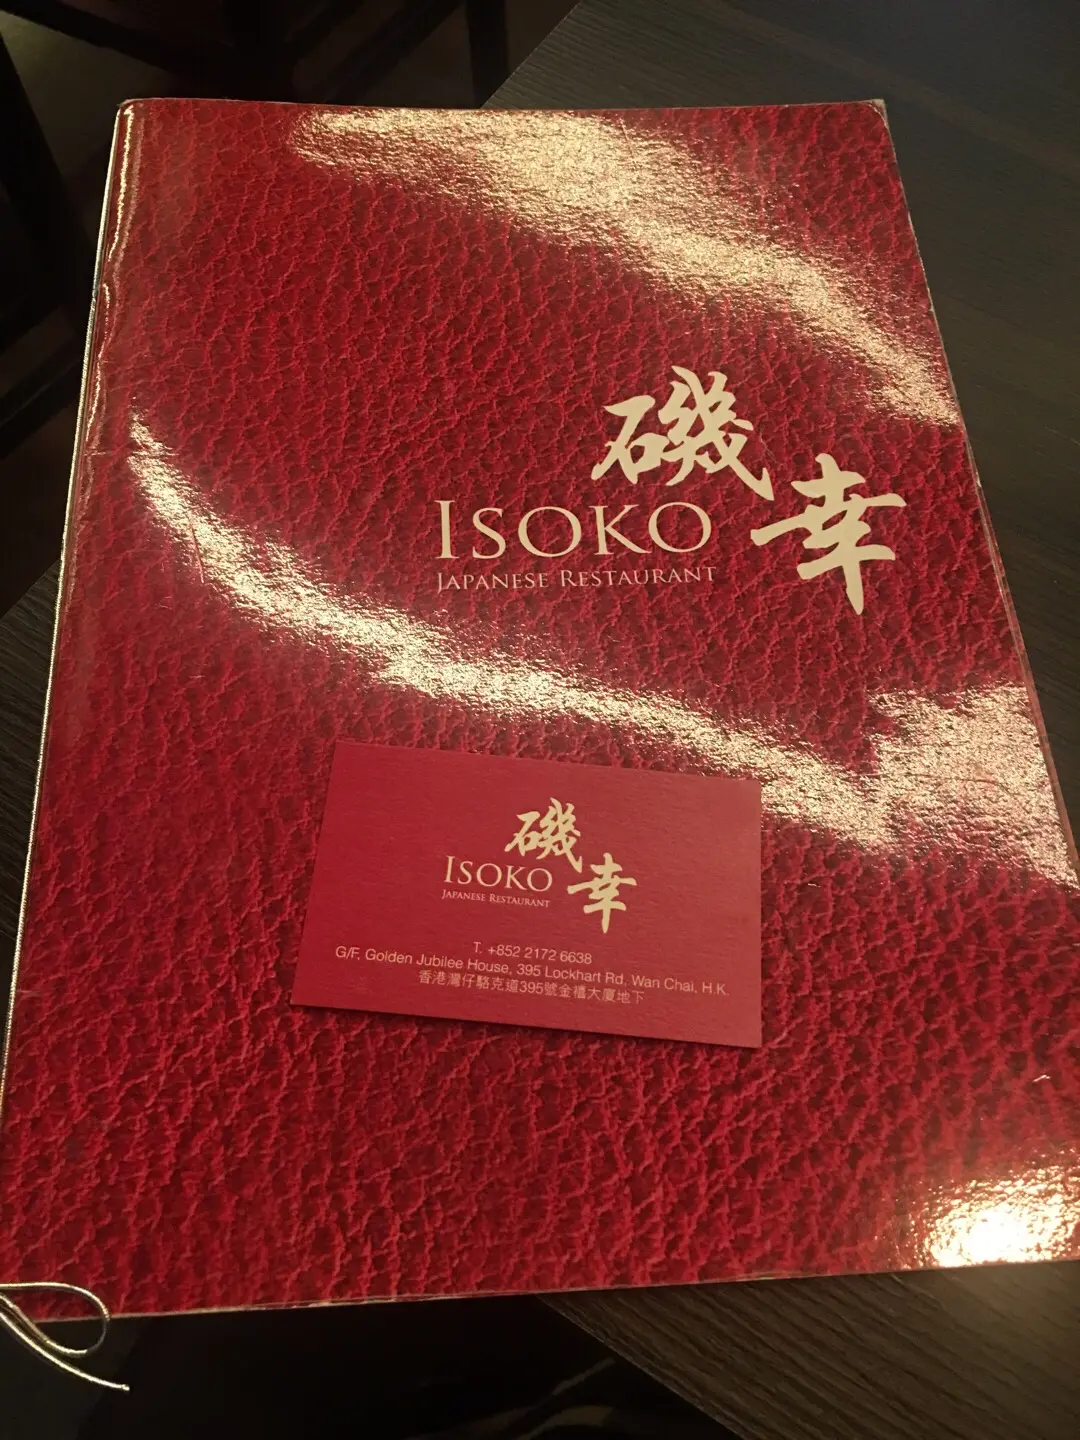 磯幸
ISOKO
JAPANESE RESTAURANT
磯幸
ISOKO
JAPANESE RESTAURANT
T. +852 2172 6638
G/F, Golden Jubilee House, 395 Lockhart Rd, Wan Chai, H.K.
香港灣仔駱克道395號金禧大廈地下